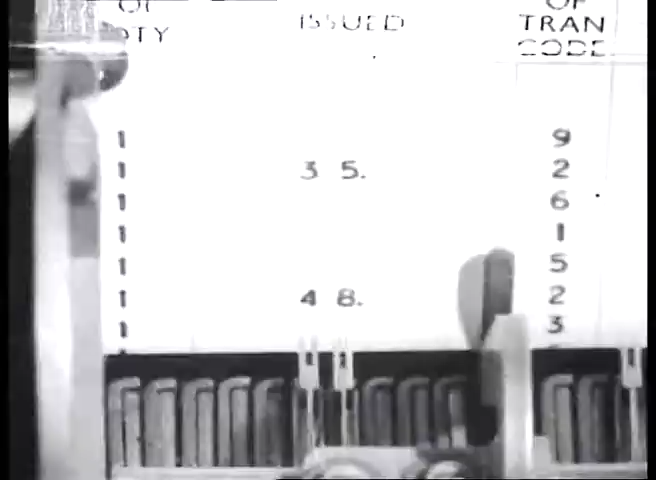 OF ISSUED OF
TY TRAN
CODE
1 9
1 3 5. 2
1 6
1 1
1 5
1 4 8. 2
1 3